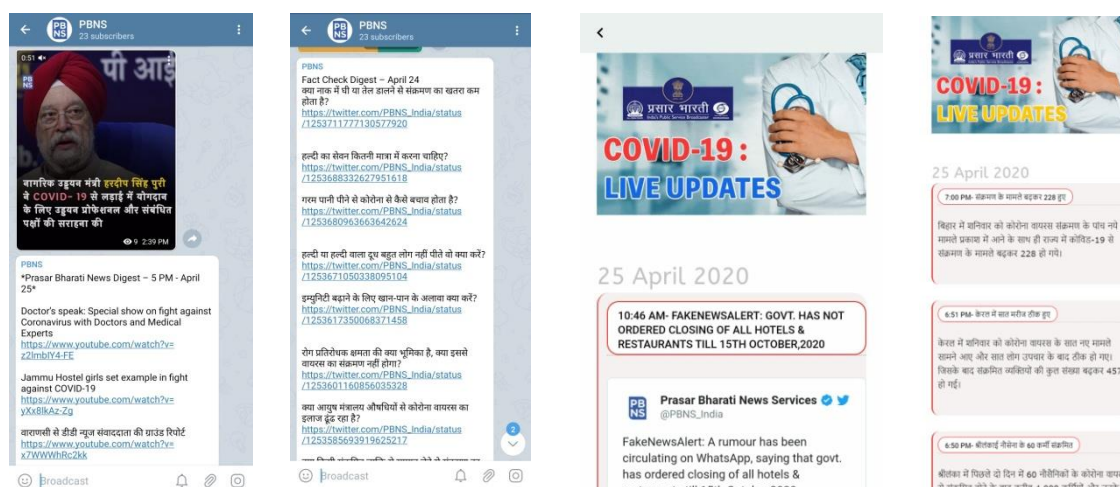 PBNS
23 subscribers
0:51
पी आइ
PB
NS
नागरिक उड्डयन मंत्री हरदीप सिंह पुरी
ने COVID- 19 से लड़ाई में योगदान
के लिए उड्डयन प्रोफेशनल और संबंधित
पक्षों की सराहना की
9 2:39 PM
PBNS
*Prasar Bharati News Digest – 5 PM - April
25*
Doctor's speak: Special show on fight against
Coronavirus with Doctors and Medical
Experts
https://www.youtube.com/watch?v=
z2ImbIY4-FE
Jammu Hostel girls set example in fight
against COVID-19
https://www.youtube.com/watch?v=
yXx8lkAz-Zg
वाराणसी से डीडी न्यूज संवाददाता की ग्राउंड रिपोर्ट
https://www.youtube.com/watch?v=
x7WWWhRc2kk
Broadcast
PBNS
23 subscribers
PBNS
Fact Check Digest – April 24
क्या नाक में घी या तेल डालने से संक्रमण का खतरा कम
होता है?
https://twitter.com/PBNS_India/status
/1253711777130577920
हल्दी का सेवन कितनी मात्रा में करना चाहिए?
https://twitter.com/PBNS_India/status
/1253688332627951618
गरम पानी पीने से कोरोना से कैसे बचाव होता है?
https://twitter.com/PBNS_India/status
/1253680963663642624
हल्दी या हल्दी वाला दूध बहुत लोग नहीं पीते वो क्या करें?
https://twitter.com/PBNS_India/status
/1253671050338095104
इम्युनिटी बढ़ाने के लिए खान-पान के अलावा क्या करें?
https://twitter.com/PBNS_India/status
/1253617350068371458
रोग प्रतिरोधक क्षमता की क्या भूमिका है, क्या इससे
वायरस का संक्रमण नहीं होगा?
https://twitter.com/PBNS_India/status
/1253601160856035328
क्या आयुष मंत्रालय औषधियों से कोरोना वायरस का
इलाज ढूंढ रहा है?
https://twitter.com/PBNS_India/status
/1253585693919625217
2
Broadcast
प्रसार भारती
COVID-19 :
LIVE UPDATES
25 April 2020
10:46 AM- FAKENEWSALERT: GOVT. HAS NOT
ORDERED CLOSING OF ALL HOTELS &
RESTAURANTS TILL 15TH OCTOBER,2020
PB
NS
Prasar Bharati News Services
@PBNS_India
FakeNewsAlert: A rumour has been
circulating on WhatsApp, saying that govt.
has ordered closing of all hotels &
प्रसार भारती
COVID-19 :
LIVE UPDATES
25 April 2020
7:00 PM- संक्रमण के मामले बढ़कर 228 हुए
बिहार में शनिवार को कोरोना वायरस संक्रमण के पांच नये
मामले प्रकाश में आने के साथ ही राज्य में कोविड-19 से
संक्रमण के मामले बढ़कर 228 हो गये।
6:51 PM- केरल में सात मरीज ठीक हुए
केरल में शनिवार को कोरोना वायरस के सात नए मामले
सामने आए और सात लोग उपचार के बाद ठीक हो गए।
जिसके बाद संक्रमित व्यक्तियों की कुल संख्या बढ़कर 457
हो गई।
6:50 PM- श्रीलंकाई नौसेना के 60 कर्मी संक्रमित
श्रीलंका में पिछले दो दिन में 60 नौसैनिकों के कोरोना वायरस